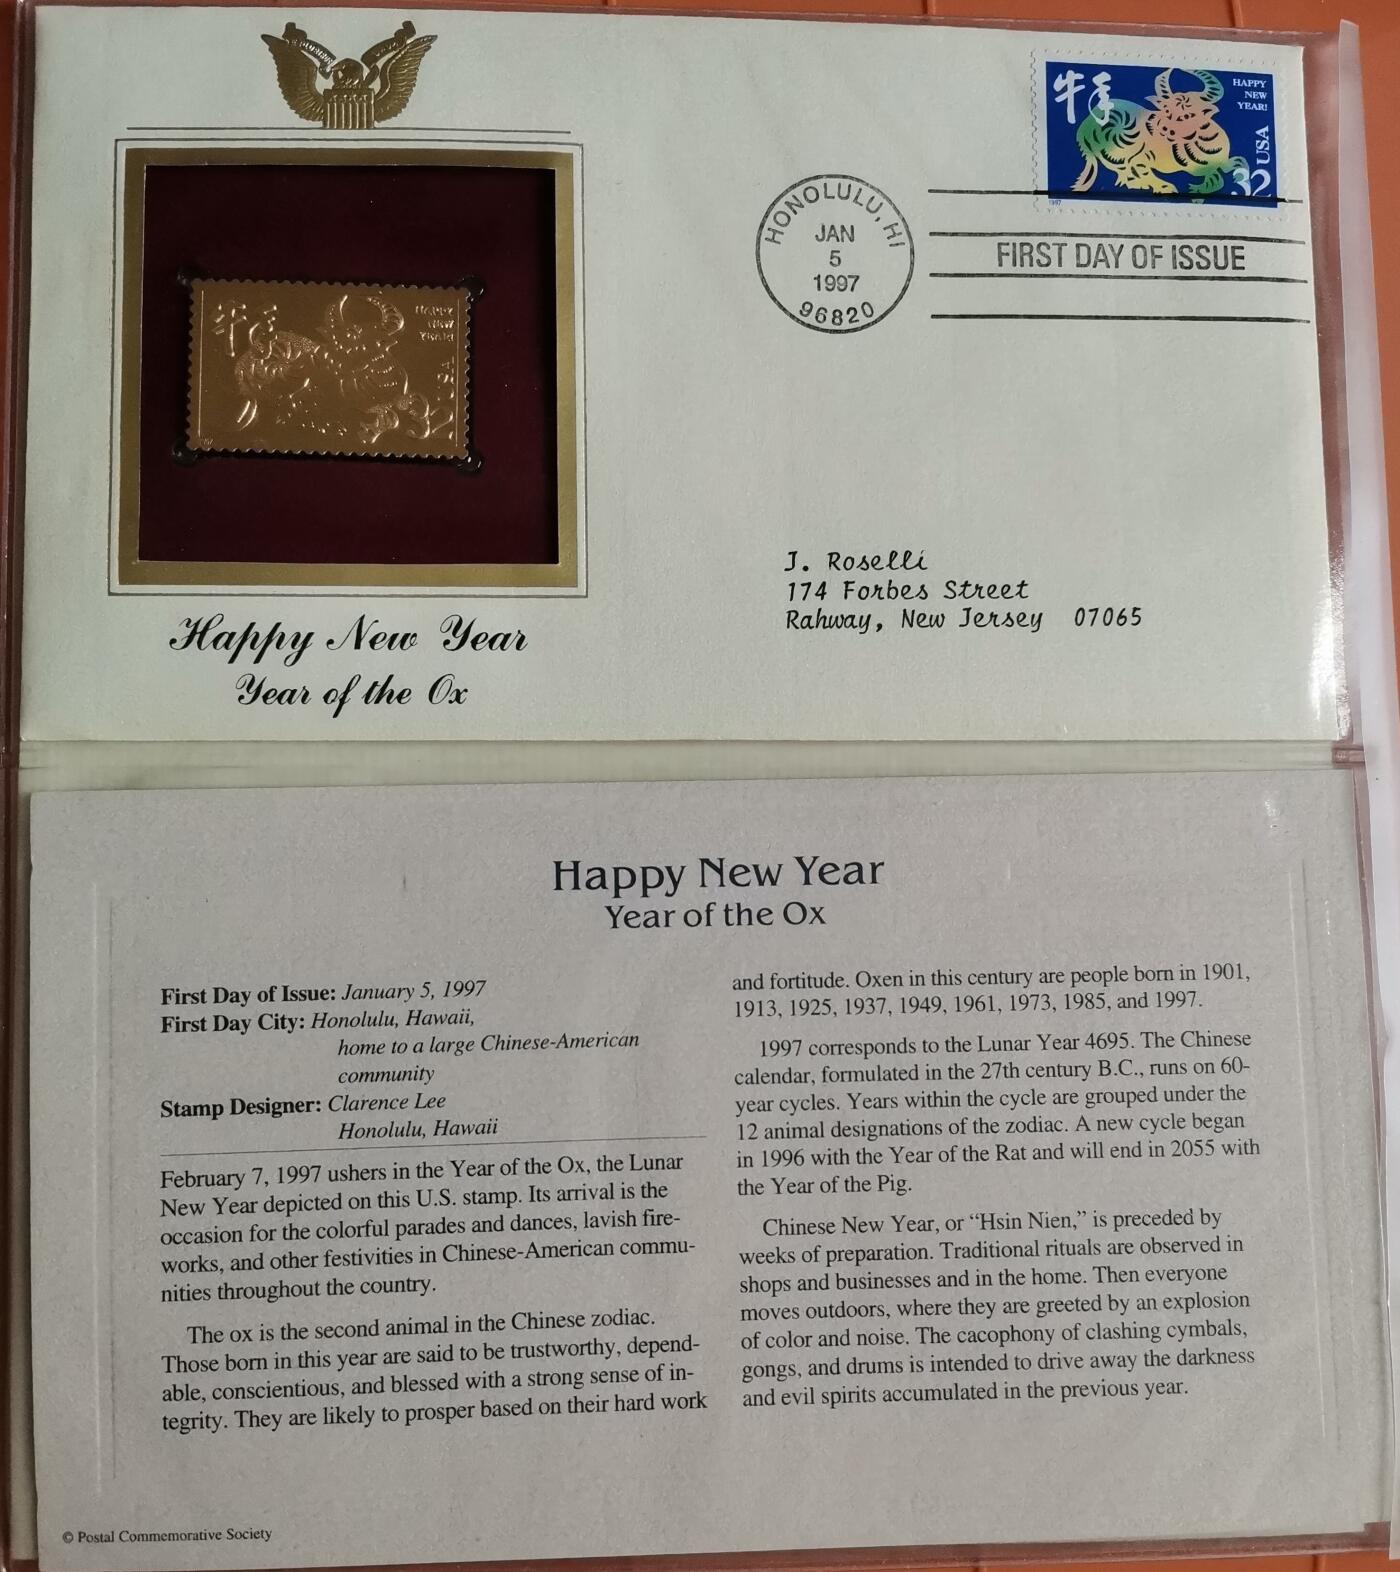 E PLURIBUS UNUM
牛年
HAPPY
NEW
YEAR!
USA
32
1997
HONOLULU, HI
JAN
5
1997
96820
FIRST DAY OF ISSUE
牛年
HAPPY
NEW
YEAR!
USA
32
J. Roselli
174 Forbes Street
Rahway, New Jersey 07065
Happy New Year
Year of the Ox
Happy New Year
Year of the Ox
First Day of Issue: January 5, 1997
First Day City: Honolulu, Hawaii,
home to a large Chinese-American
community
Stamp Designer: Clarence Lee
Honolulu, Hawaii
February 7, 1997 ushers in the Year of the Ox, the Lunar
New Year depicted on this U.S. stamp. Its arrival is the
occasion for the colorful parades and dances, lavish fire-
works, and other festivities in Chinese-American commu-
nities throughout the country.
The ox is the second animal in the Chinese zodiac.
Those born in this year are said to be trustworthy, depend-
able, conscientious, and blessed with a strong sense of in-
tegrity. They are likely to prosper based on their hard work
and fortitude. Oxen in this century are people born in 1901,
1913, 1925, 1937, 1949, 1961, 1973, 1985, and 1997.
1997 corresponds to the Lunar Year 4695. The Chinese
calendar, formulated in the 27th century B.C., runs on 60-
year cycles. Years within the cycle are grouped under the
12 animal designations of the zodiac. A new cycle began
in 1996 with the Year of the Rat and will end in 2055 with
the Year of the Pig.
Chinese New Year, or “Hsin Nien,” is preceded by
weeks of preparation. Traditional rituals are observed in
shops and businesses and in the home. Then everyone
moves outdoors, where they are greeted by an explosion
of color and noise. The cacophony of clashing cymbals,
gongs, and drums is intended to drive away the darkness
and evil spirits accumulated in the previous year.
© Postal Commemorative Society